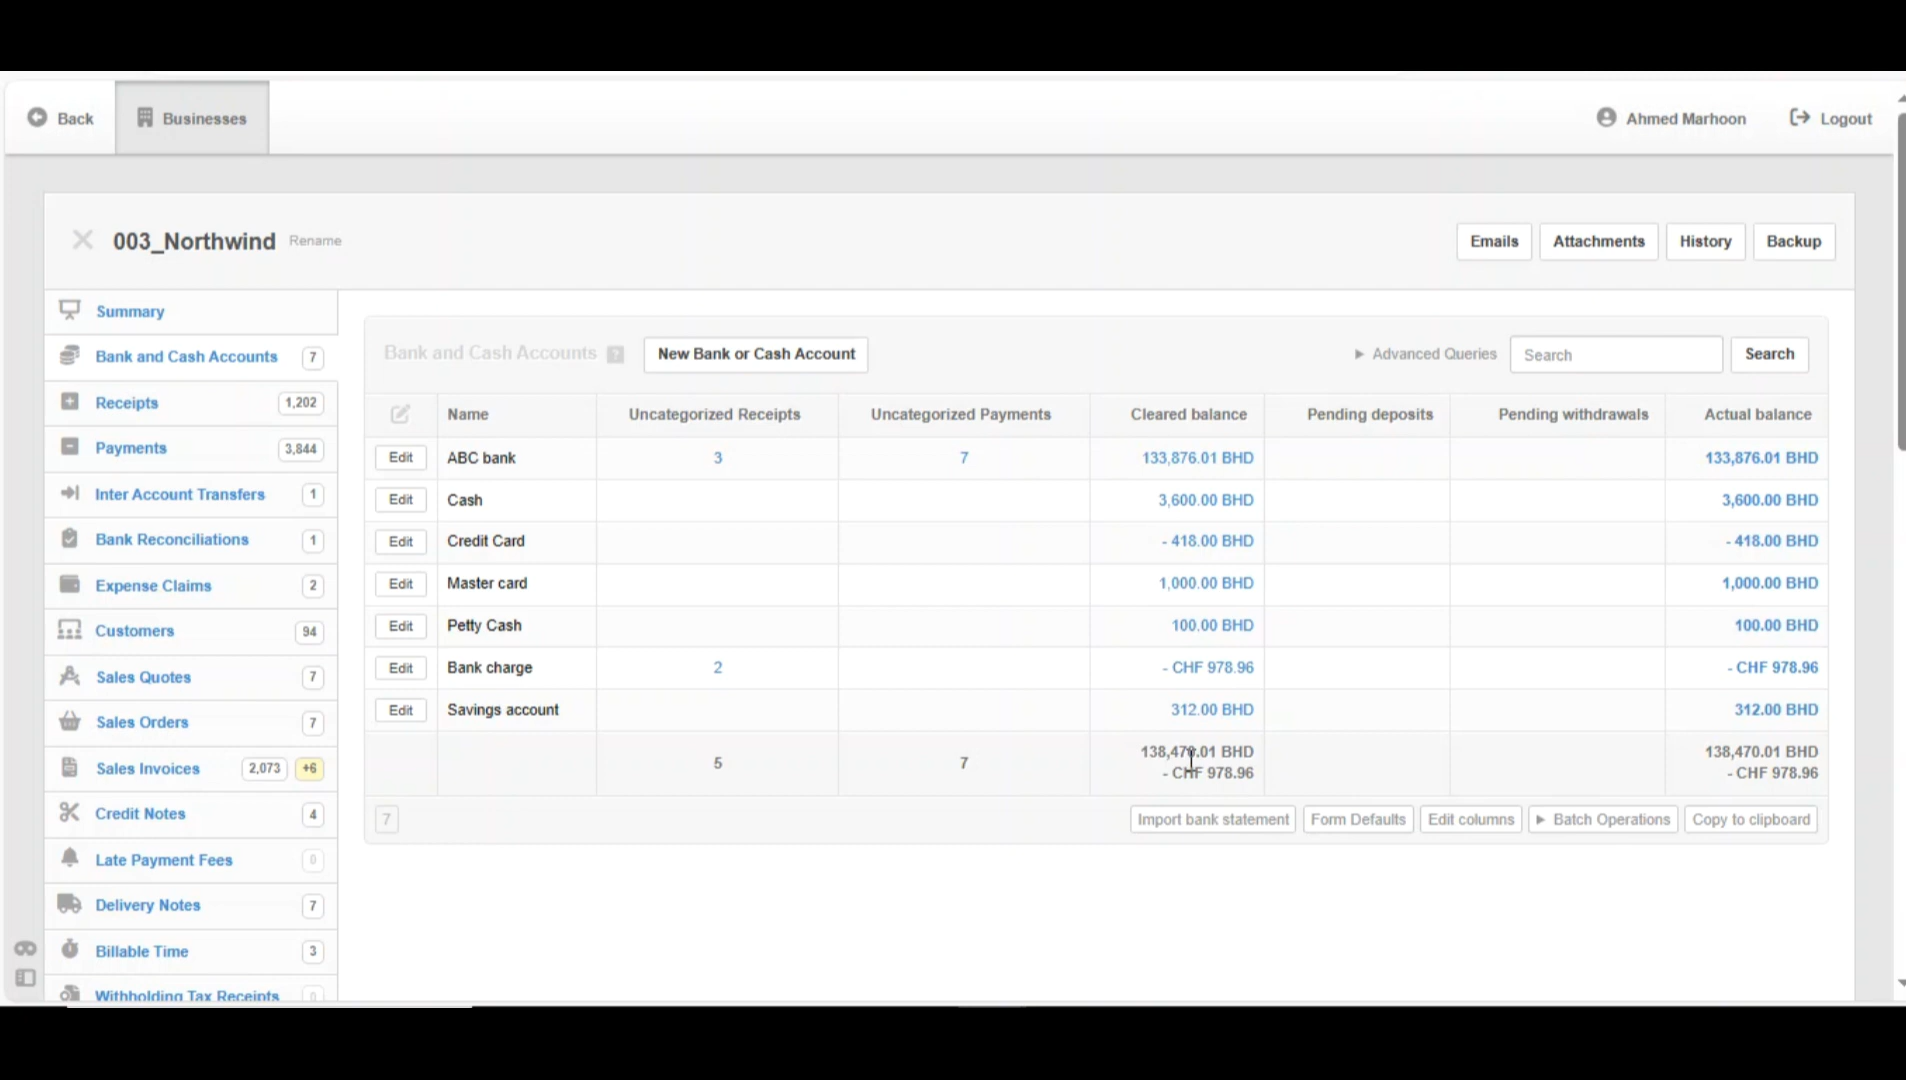 Back
Businesses
Ahmed Marhoon
Logout
003_Northwind Rename
Emails
Attachments
History
Backup
Summary
Bank and Cash Accounts 7
Receipts 1,202
Payments 3,844
Inter Account Transfers 1
Bank Reconciliations 1
Expense Claims 2
Customers 94
Sales Quotes 7
Sales Orders 7
Sales Invoices 2,073 +6
Credit Notes 4
Late Payment Fees 0
Delivery Notes 7
Billable Time 3
Withholding Tax Receipts 0
Bank and Cash Accounts ?
New Bank or Cash Account
Advanced Queries
Search
Search
Name Uncategorized Receipts Uncategorized Payments Cleared balance Pending deposits Pending withdrawals Actual balance
Edit ABC bank 3 7 133,876.01 BHD 133,876.01 BHD
Edit Cash 3,600.00 BHD 3,600.00 BHD
Edit Credit Card - 418.00 BHD - 418.00 BHD
Edit Master card 1,000.00 BHD 1,000.00 BHD
Edit Petty Cash 100.00 BHD 100.00 BHD
Edit Bank charge 2 - CHF 978.96 - CHF 978.96
Edit Savings account 312.00 BHD 312.00 BHD
5 7 138,470.01 BHD 138,470.01 BHD
- CHF 978.96 - CHF 978.96
7 Import bank statement Form Defaults Edit columns Batch Operations Copy to clipboard